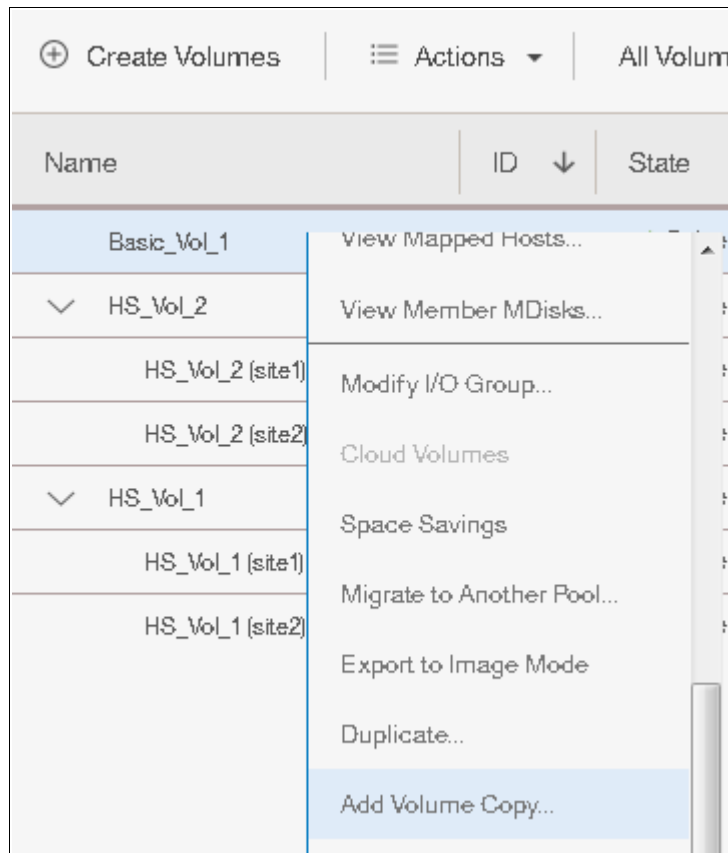 Create Volumes Actions All Volum
Name ID State
Basic_Vol_1
View Mapped Hosts...
HS_Vol_2
View Member MDisks...
HS_Vol_2 (site1)
Modify I/O Group...
HS_Vol_2 (site2)
Cloud Volumes
HS_Vol_1
Space Savings
HS_Vol_1 (site1)
Migrate to Another Pool...
HS_Vol_1 (site2)
Export to Image Mode
Duplicate...
Add Volume Copy...